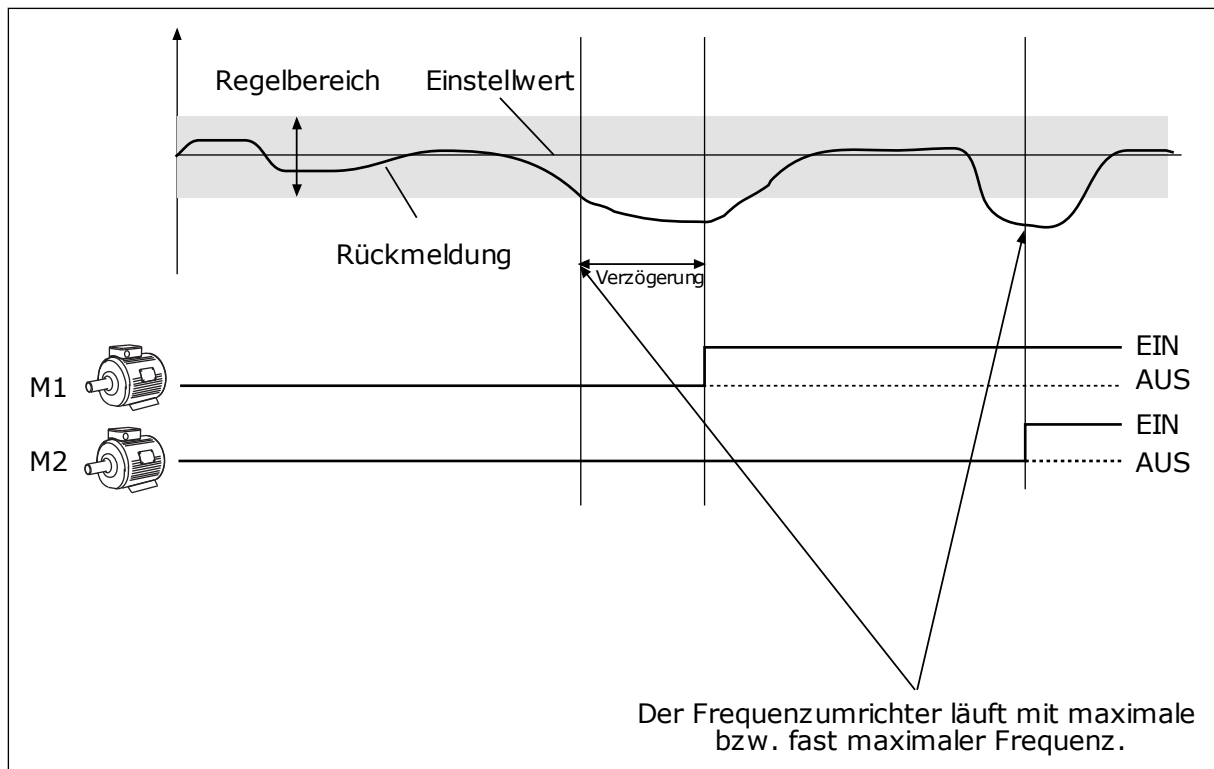 Regelbereich
Einstellwert
Rückmeldung
Verzögerung
M1
EIN
AUS
M2
EIN
AUS
Der Frequenzumrichter läuft mit maximale
bzw. fast maximaler Frequenz.